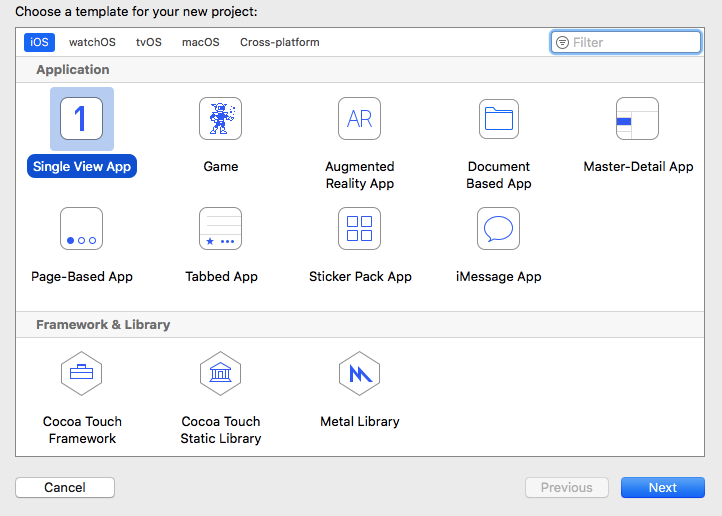 Choose a template for your new project:
iOS watchOS tvOS macOS Cross-platform Filter
Application
1 AR
Single View App Game Augmented Reality App Document Based App Master-Detail App
Page-Based App Tabbed App Sticker Pack App iMessage App
Framework & Library
Cocoa Touch Framework Cocoa Touch Static Library Metal Library
Cancel Previous Next